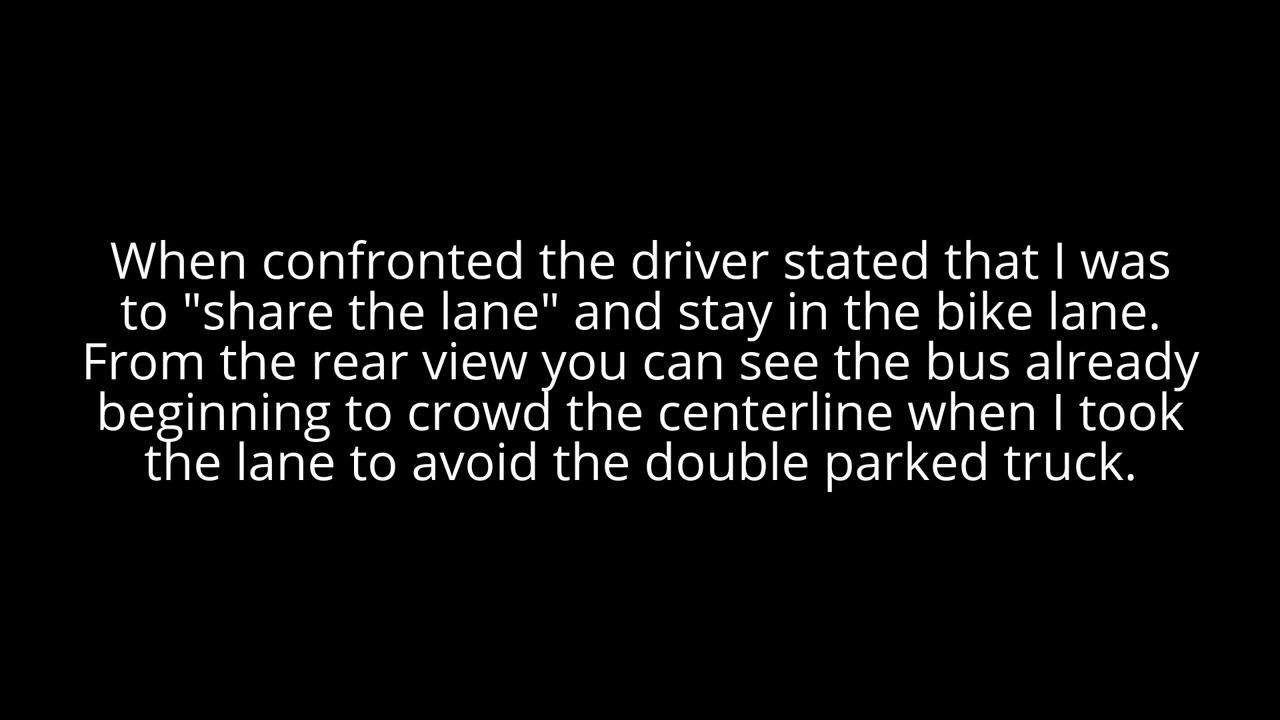 When confronted the driver stated that I was
to "share the lane" and stay in the bike lane.
From the rear view you can see the bus already
beginning to crowd the centerline when I took
the lane to avoid the double parked truck.